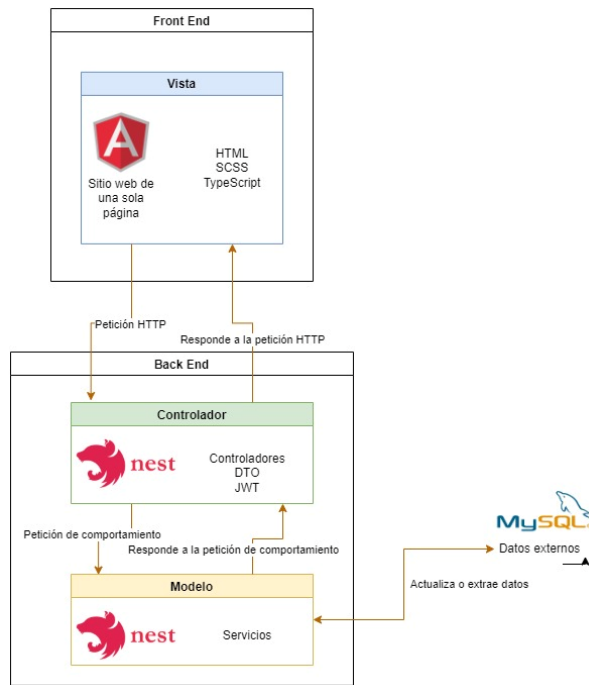 Front End
Vista
A
HTML
SCSS
TypeScript
Sitio web de
una sola
página
Petición HTTP
Responde a la petición HTTP
Back End
Controlador
nest
Controladores
DTO
JWT
Petición de comportamiento
Responde a la petición de comportamiento
MySQL
Datos externos
Actualiza o extrae datos
Modelo
nest
Servicios